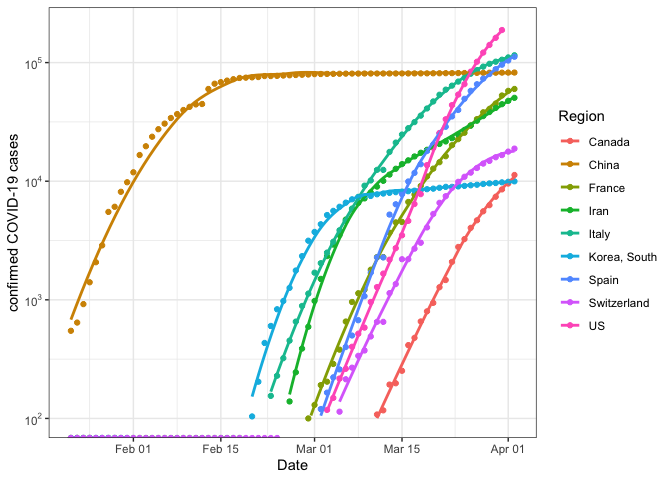 confirmed COVID-19 cases
10^5
10^4
10^3
10^2
Feb 01
Feb 15
Mar 01
Mar 15
Apr 01
Date
Region
Canada
China
France
Iran
Italy
Korea, South
Spain
Switzerland
US